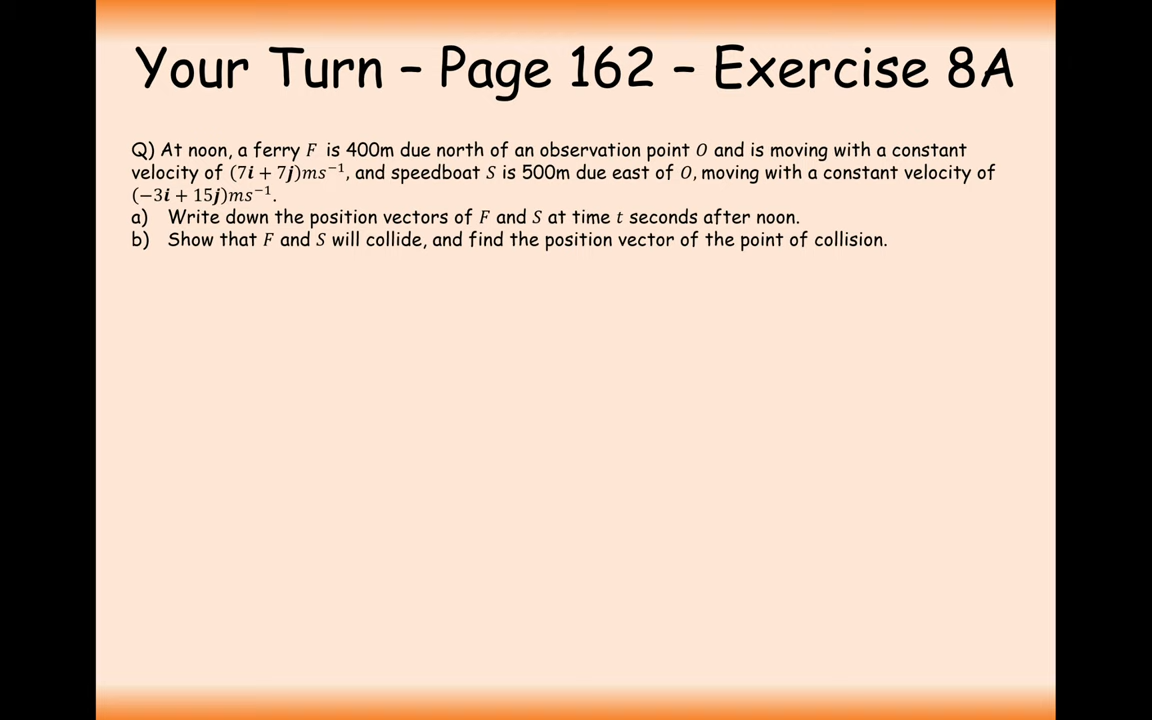 Your Turn – Page 162 – Exercise 8A
Q) At noon, a ferry F is 400m due north of an observation point O and is moving with a constant
velocity of (7i + 7j)ms⁻¹, and speedboat S is 500m due east of O, moving with a constant velocity of
(−3i + 15j)ms⁻¹.
a) Write down the position vectors of F and S at time t seconds after noon.
b) Show that F and S will collide, and find the position vector of the point of collision.